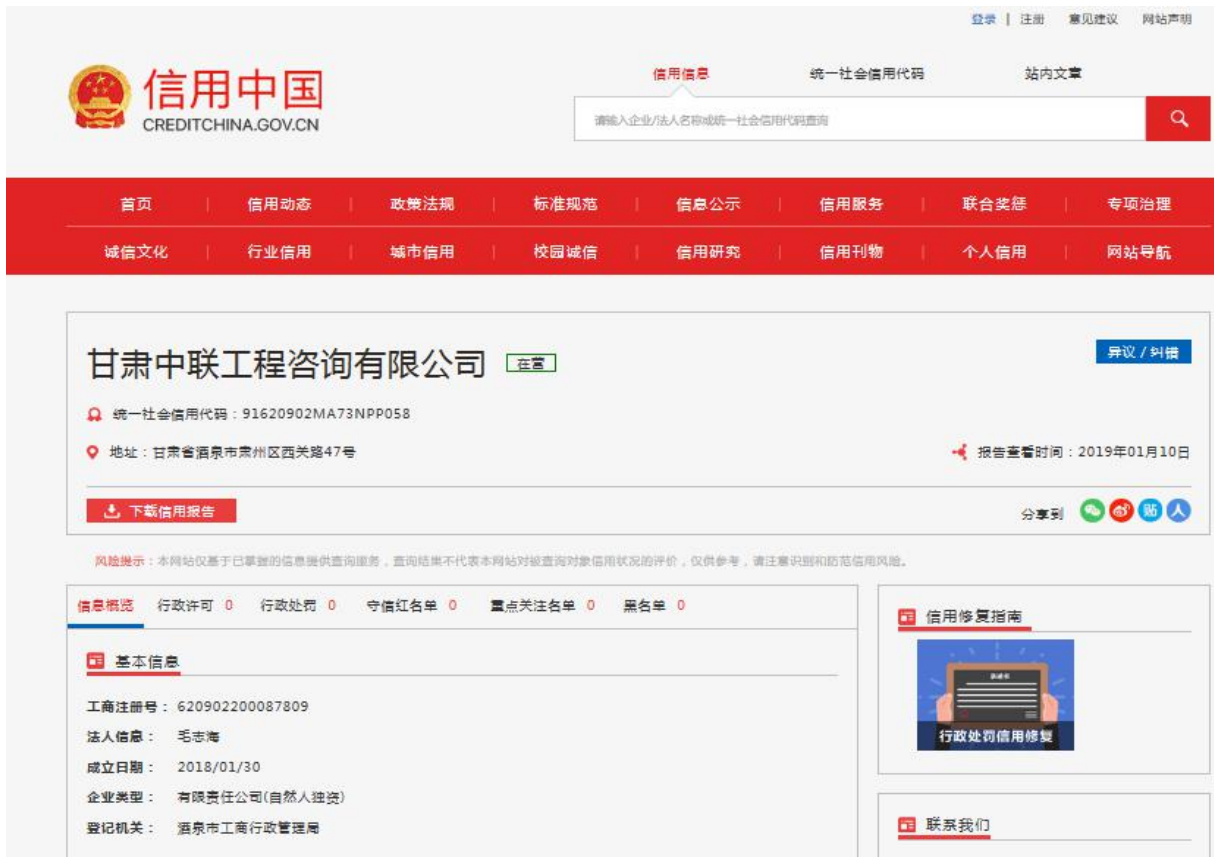 登录 | 注册 意见建议 网站声明
信用中国
CREDITCHINA.GOV.CN
信用信息 统一社会信用代码 站内文章
请输入企业/法人名称或统一社会信用代码查询
首页 | 信用动态 | 政策法规 | 标准规范 | 信息公示 | 信用服务 | 联合奖惩 | 专项治理
诚信文化 | 行业信用 | 城市信用 | 校园诚信 | 信用研究 | 信用刊物 | 个人信用 | 网站导航
甘肃中联工程咨询有限公司 在营
异议 / 纠错
统一社会信用代码：91620902MA73NPP058
地址：甘肃省酒泉市肃州区西关路47号
报告查看时间：2019年01月10日
下载信用报告
分享到 贴 人
风险提示：本网站仅基于已掌握的信息提供查询服务，查询结果不代表本网站对被查询对象信用状况的评价，仅供参考，请注意识别和防范信用风险。
信息概览 行政许可 0 行政处罚 0 守信红名单 0 重点关注名单 0 黑名单 0
基本信息
工商注册号： 620902200087809
法人信息： 毛志海
成立日期： 2018/01/30
企业类型： 有限责任公司(自然人独资)
登记机关： 酒泉市工商行政管理局
信用修复指南
行政处罚信用修复
联系我们